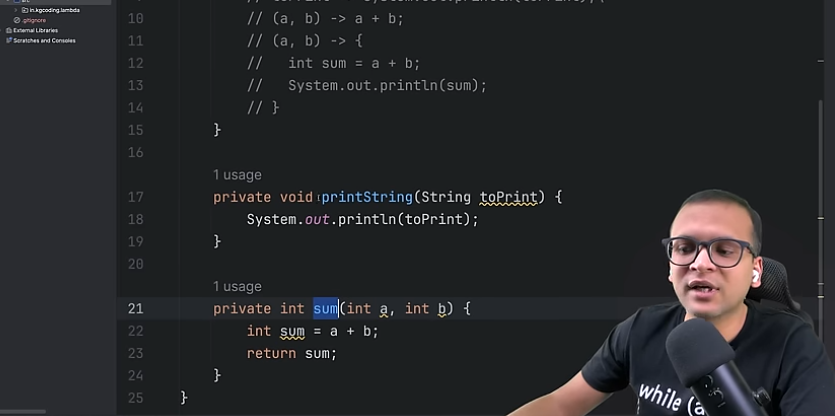 in.kgcoding.lambda
.gitignore
External Libraries
Scratches and Consoles
10 // (a, b) -> a + b;
11 // (a, b) -> {
12 // int sum = a + b;
13 // System.out.println(sum);
14 // }
15 }
16
1 usage
17 private void printString(String toPrint) {
18 System.out.println(toPrint);
19 }
20
1 usage
21 private int sum(int a, int b) {
22 int sum = a + b;
23 return sum;
24 }
25 }
while (a